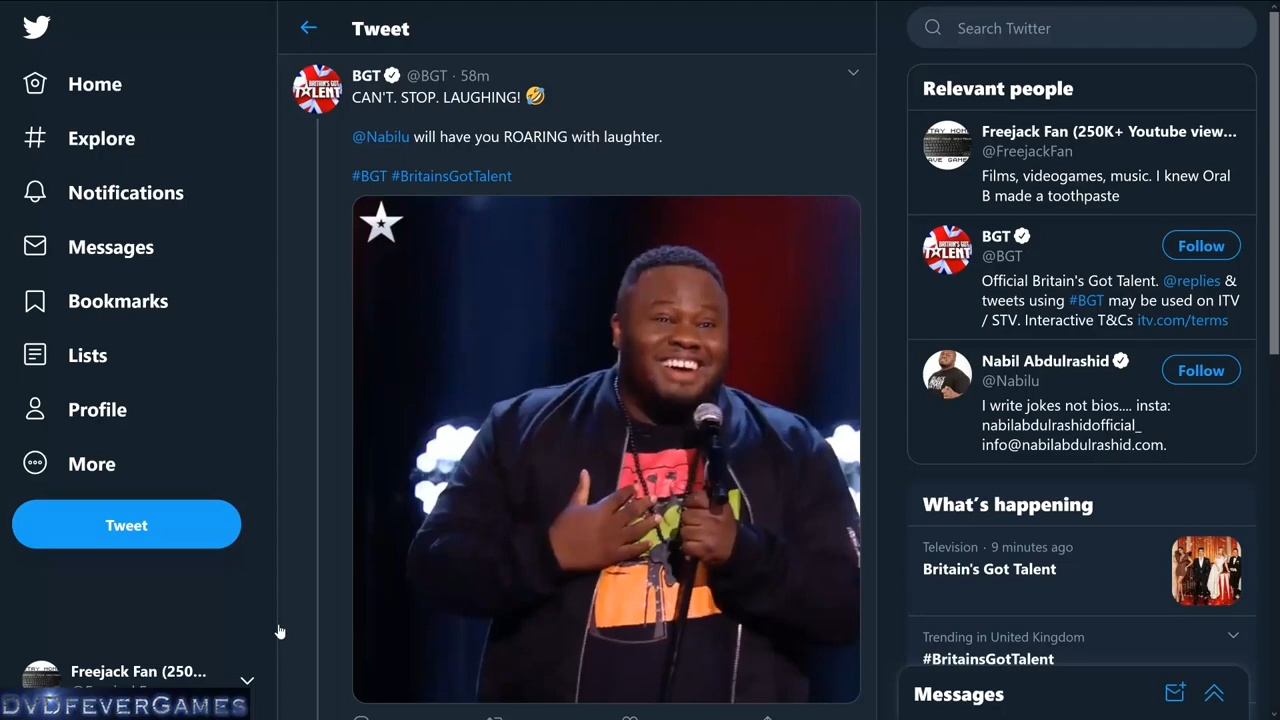 Home
Explore
Notifications
Messages
Bookmarks
Lists
Profile
More
Tweet
Freejack Fan (250...
DVDFEVERGAMES
Tweet
BRITAIN'S GOT
TALENT
BGT @BGT · 58m
CAN'T. STOP. LAUGHING! 🤣
@Nabilu will have you ROARING with laughter.
#BGT #BritainsGotTalent
Search Twitter
Relevant people
Freejack Fan (250K+ Youtube view...
@FreejackFan
Films, videogames, music. I knew Oral
B made a toothpaste
BGT
@BGT
Follow
Official Britain's Got Talent. @replies &
tweets using #BGT may be used on ITV
/ STV. Interactive T&Cs itv.com/terms
Nabil Abdulrashid
@Nabilu
Follow
I write jokes not bios.... insta:
nabilabdulrashidofficial_
info@nabilabdulrashid.com.
What's happening
Television · 9 minutes ago
Britain's Got Talent
Trending in United Kingdom
#BritainsGotTalent
Messages